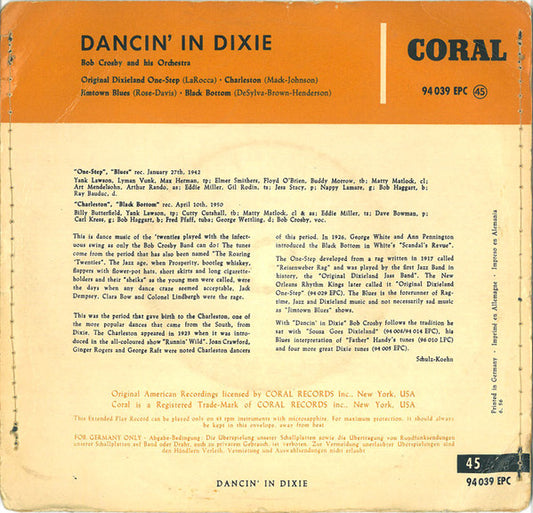 DANCIN' IN DIXIE
Bob Crosby and his Orchestra
Original Dixieland One-Step (LaRocca) · Charleston (Mack-Johnson)
Jimtown Blues (Rose-Davis) · Black Bottom (DeSylva-Brown-Henderson)
CORAL
94 039 EPC 45
"One-Step", "Blues" rec. January 27th, 1942
Yank Lawson, Lyman Vunk, Max Herman, tp; Elmer Smithers, Floyd O'Brien, Buddy Morrow, tb; Matty Matlock, cl;
Art Mendelsohn, Arthur Rando, as; Eddie Miller, Gil Rodin, ts; Jess Stacy, p; Nappy Lamare, g; Bob Haggart, b;
Ray Bauduc, d.
"Charleston", "Black Bottom" rec. April 10th, 1950
Billy Butterfield, Yank Lawson, tp; Cutty Cutshall, tb; Matty Matlock, cl & as; Eddie Miller, ts; Dave Bowman, p;
Carl Kress, g; Bob Haggart, b; Fred Pfaff, tuba; George Wettling, d; Bob Crosby, voc.
This is dance music of the 'twenties played with the infect-
uous swing as only the Bob Crosby Band can do! The tunes
come from the period that has also been named "The Roaring
'Twenties". The Jazz age, when Prosperity, bootleg whiskey,
flappers with flower-pot hats, short skirts and long cigarette-
holders and their "sheiks" as the young men were called, were
the days when any dance craze seemed acceptable. Jack
Dempsey, Clara Bow and Colonel Lindbergh were the rage.
This was the period that gave birth to the Charleston, one of
the more popular dances that came from the South, from
Dixie. The Charleston appeared in 1923 when it was intro-
duced in the all-coloured show "Runnin' Wild". Joan Crawford,
Ginger Rogers and George Raft were noted Charleston dancers
of this period. In 1926, George White and Ann Pennington
introduced the Black Bottom in White's "Scandal's Revue".
The One-Step developed from a rag written in 1917 called
"Reisenweber Rag" and was played by the first Jazz Band in
history, the "Original Dixieland Jass Band". The New
Orleans Rhythm Kings later called it "Original Dixieland
One-Step" (94 039 EPC). The Blues is the forerunner of Rag-
time, Jazz and Dixieland music and not necessarily sad music
as "Jimtown Blues" shows.
With "Dancin' in Dixie" Bob Crosby follows the tradition he
sat with "Sousa Goes Dixieland" (94 008/94 014 EPC), his
Blues interpretation of "Father" Handy's tunes (94 010 LPC)
and four more great Dixie tunes (94 005 EPC).
Schulz-Koehn
Printed in Germany · Imprimé en Allemagne · Impreso en Alemania
6. 56
Original American Recordings licensed by CORAL RECORDS Inc., New York, USA
Coral is a Registered Trade-Mark of CORAL RECORDS inc., New York, USA
This Extended Play Record can be played only on 45 rpm instruments with microsapphire. For maximum protection, it should always
be kept in this envelope, away from heat
FOR GERMANY ONLY - Abgabe-Bedingung: Die Überspielung unserer Schallplatten sowie die Übertragung von Rundfunksendungen
unserer Schallplatten auf Band oder Draht, auch zu privatem Gebrauch, ist verboten. Zur Vermeidung unerlaubter Überspielungen sind
den Händlern Verleih, Vermietung und Auswahlsendungen nicht erlaubt
45
94 039 EPC
DANCIN' IN DIXIE